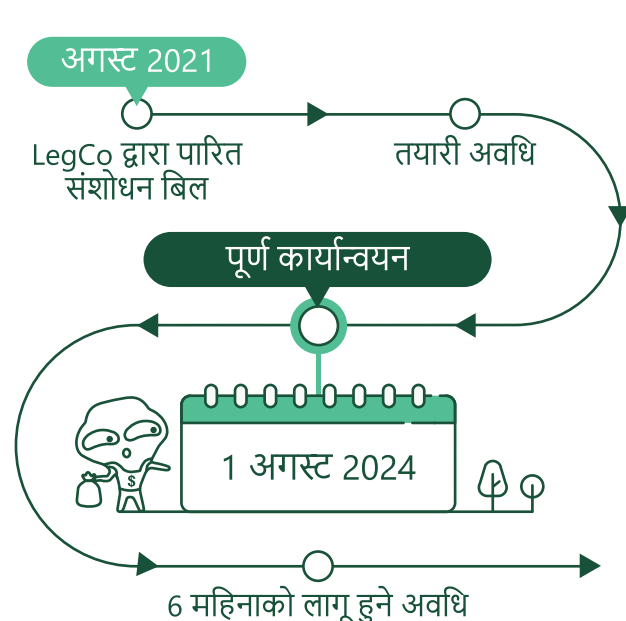 अगस्ट 2021
LegCo द्वारा पारित
संशोधन बिल
तयारी अवधि
पूर्ण कार्यान्वयन
1 अगस्ट 2024
$
6 महिनाको लागू हुने अवधि